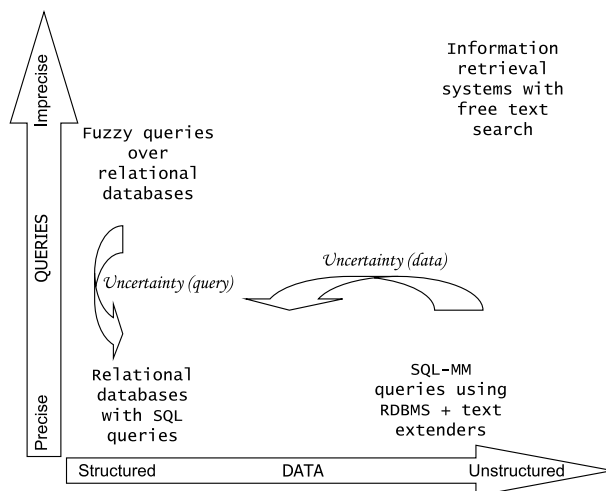 Information
retrieval
systems with
free text
search
Imprecise
Fuzzy queries
over
relational
databases
QUERIES
Uncertainty (query)
Uncertainty (data)
Precise
Relational
databases
with SQL
queries
SQL-MM
queries using
RDBMS + text
extenders
Structured
DATA
Unstructured